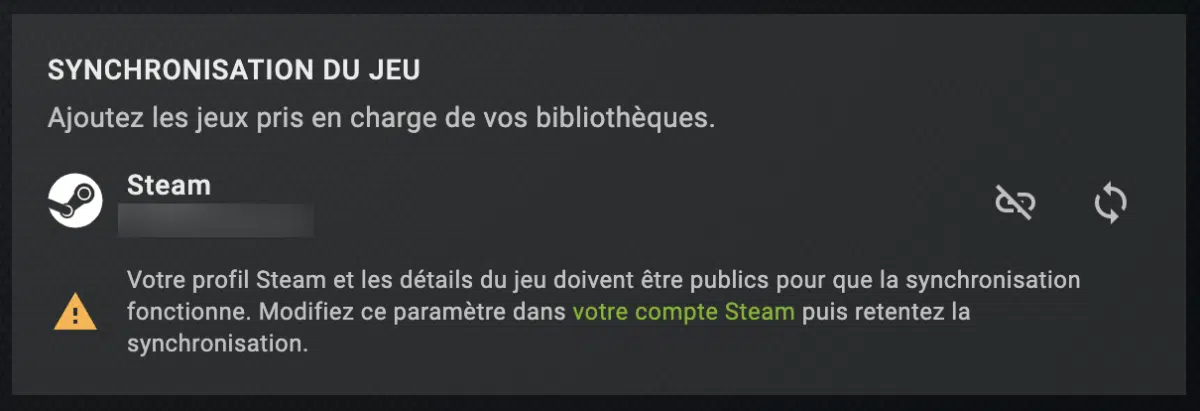 SYNCHRONISATION DU JEU
Ajoutez les jeux pris en charge de vos bibliothèques.
Steam
Votre profil Steam et les détails du jeu doivent être publics pour que la synchronisation
fonctionne. Modifiez ce paramètre dans votre compte Steam puis retentez la
synchronisation.